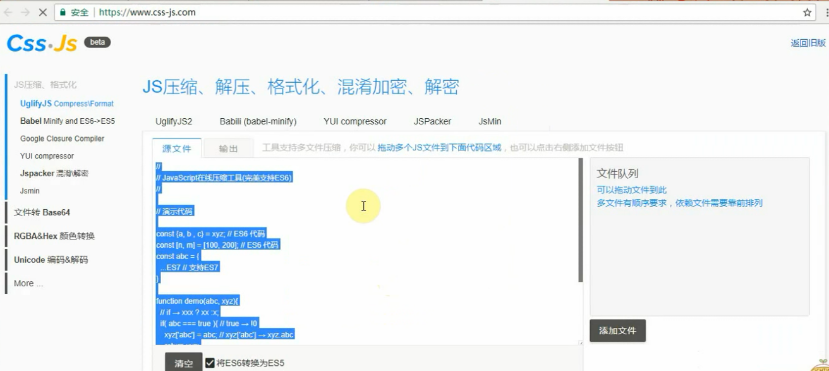 安全 | https://www.css-js.com
Css·Js beta
返回旧版
JS压缩、格式化
UglifyJS Compress\Format
Babel Minify and ES6->ES5
Google Closure Compiler
YUI compressor
Jspacker 混淆\解密
Jsmin
文件转 Base64
RGBA&Hex 颜色转换
Unicode 编码&解码
More ...
JS压缩、解压、格式化、混淆加密、解密
UglifyJS2 Babili (babel-minify) YUI compressor JSPacker JsMin
源文件 输出 工具支持多文件压缩，你可以 拖动多个JS文件到下面代码区域，也可以点击右侧添加文件按钮
//
// JavaScript在线压缩工具(完美支持ES6)
//
// 演示代码
const {a, b , c} = xyz; // ES6 代码
const [n, m] = [100, 200]; // ES6 代码
const abc = {
...ES7 // 支持ES7
}
function demo(abc, xyz){
// if → xxx ? xx :x;
if( abc === true ){ // true → !0
xyz['abc'] = abc; // xyz['abc'] → xyz.abc
清空 将ES6转换为ES5
文件队列
可以拖动文件到此
多文件有顺序要求，依赖文件需要靠前排列
添加文件